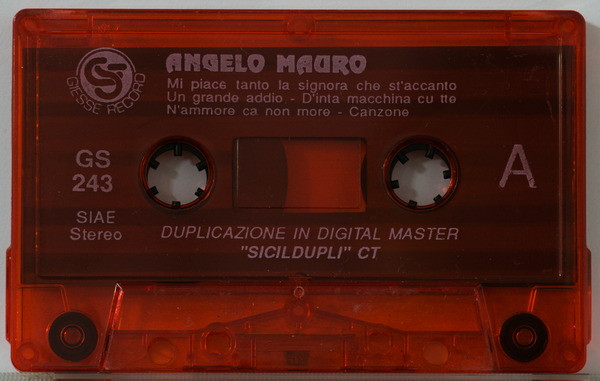 GIESSE RECORD
ANGELO MAURO
Mi piace tanto la signora che st'accanto
Un grande addio - D'inta macchina cu tte
N'ammore ca non more - Canzone
GS
243
A
SIAE
Stereo
DUPLICAZIONE IN DIGITAL MASTER
"SICILDUPLI" CT